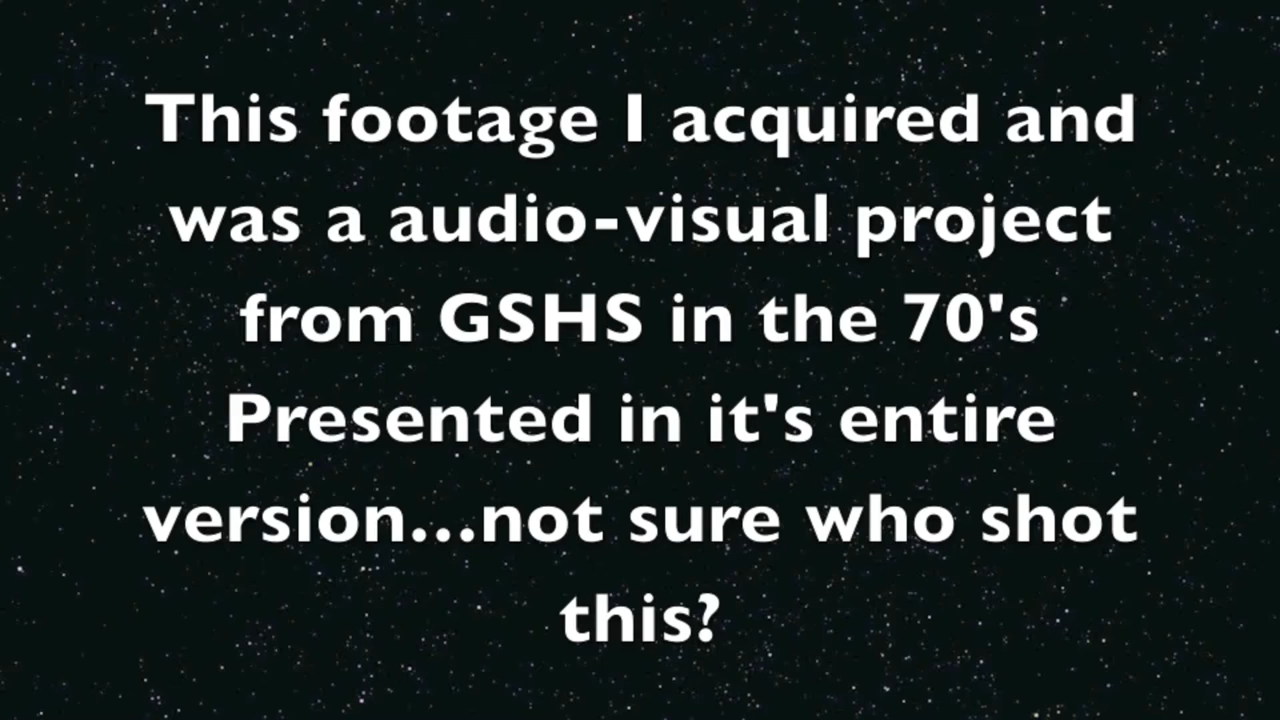 This footage I acquired and
was a audio-visual project
from GSHS in the 70's
Presented in it's entire
version...not sure who shot
this?